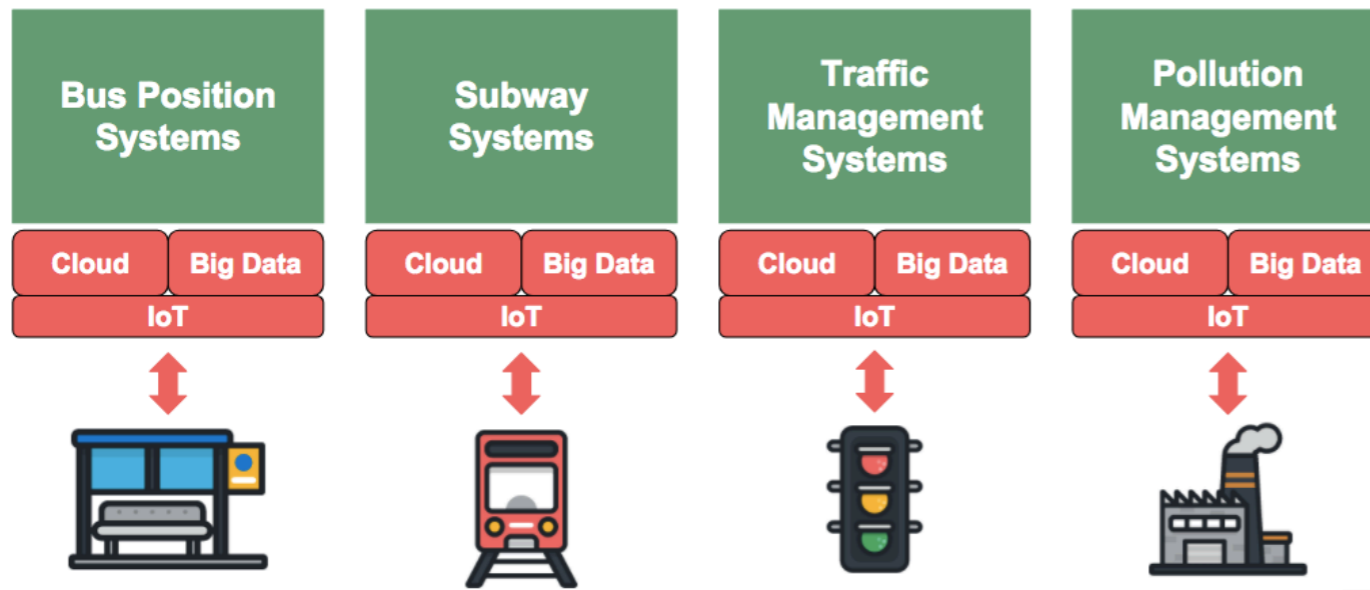 Bus Position
Systems
Subway
Systems
Traffic
Management
Systems
Pollution
Management
Systems
Cloud
Big Data
Cloud
Big Data
Cloud
Big Data
Cloud
Big Data
IoT
IoT
IoT
IoT